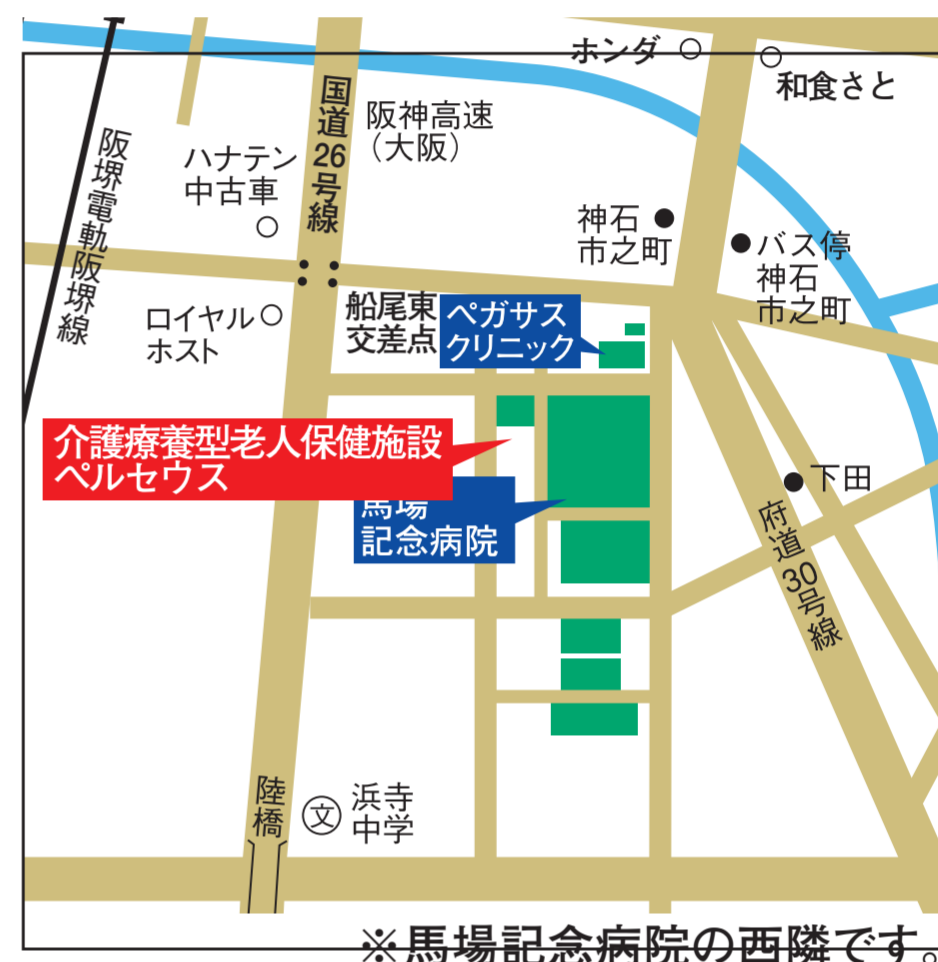 ホンダ
和食さと
国道26号線
阪神高速
（大阪）
阪堺電軌阪堺線
ハナテン
中古車
神石
市之町
バス停
神石
市之町
ロイヤル
ホスト
船尾東
交差点
ペガサス
クリニック
介護療養型老人保健施設
ペルセウス
馬場
記念病院
下田
府道30号線
陸橋
文
浜寺
中学
※馬場記念病院の西隣です。